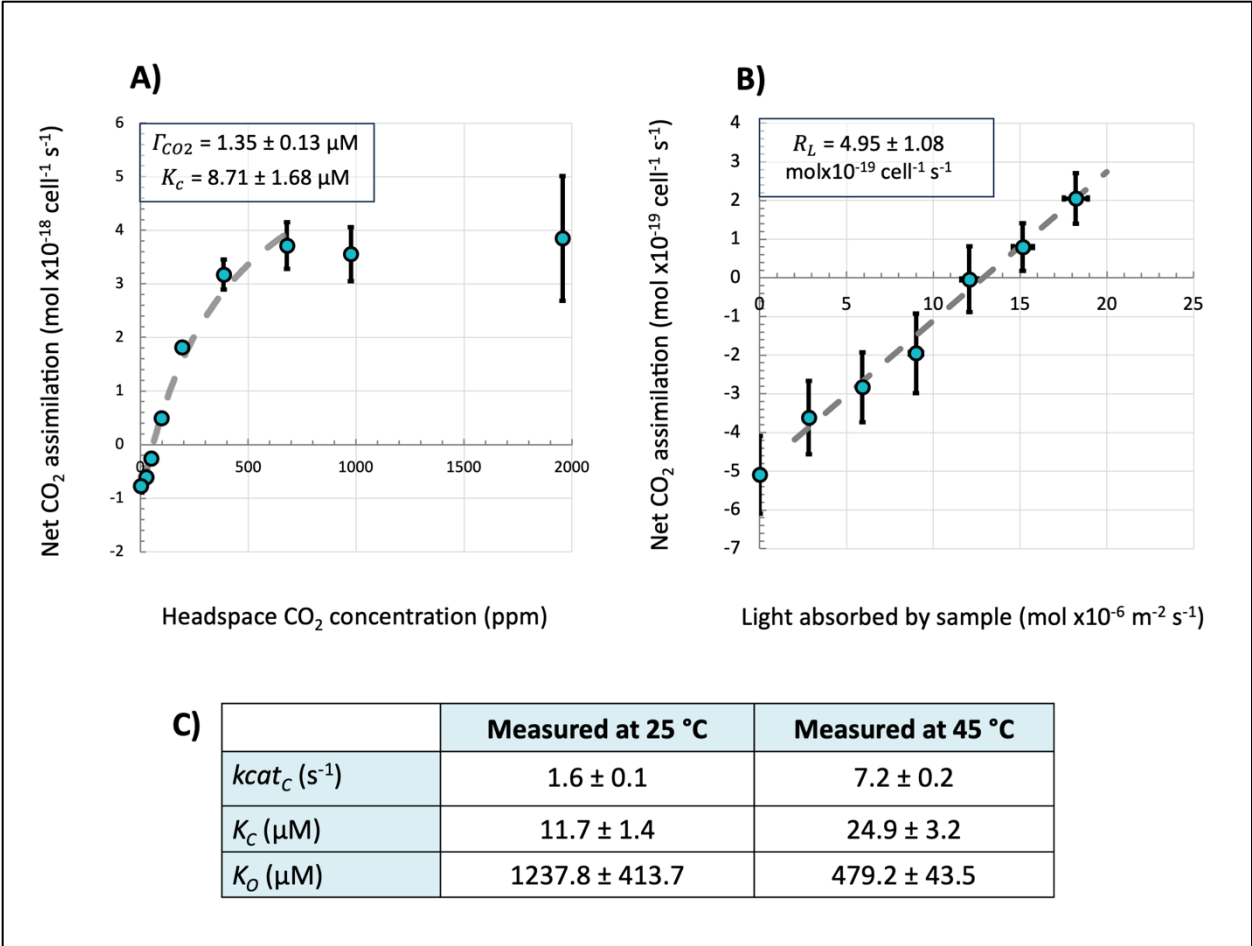 A)
Γ_CO2 = 1.35 ± 0.13 µM
K_c = 8.71 ± 1.68 µM
6
5
4
3
2
1
0
-1
-2
0
500
1000
1500
2000
Net CO₂ assimilation (mol x10⁻¹⁸ cell⁻¹ s⁻¹)
Headspace CO₂ concentration (ppm)
B)
R_L = 4.95 ± 1.08
molx10⁻¹⁹ cell⁻¹ s⁻¹
4
3
2
1
0
-1
-2
-3
-4
-5
-6
-7
0
5
10
15
20
25
Net CO₂ assimilation (mol x10⁻¹⁹ cell⁻¹ s⁻¹)
Light absorbed by sample (mol x10⁻⁶ m⁻² s⁻¹)
C)
Measured at 25 °C Measured at 45 °C
kcat_C (s⁻¹) 1.6 ± 0.1 7.2 ± 0.2
K_C (µM) 11.7 ± 1.4 24.9 ± 3.2
K_O (µM) 1237.8 ± 413.7 479.2 ± 43.5